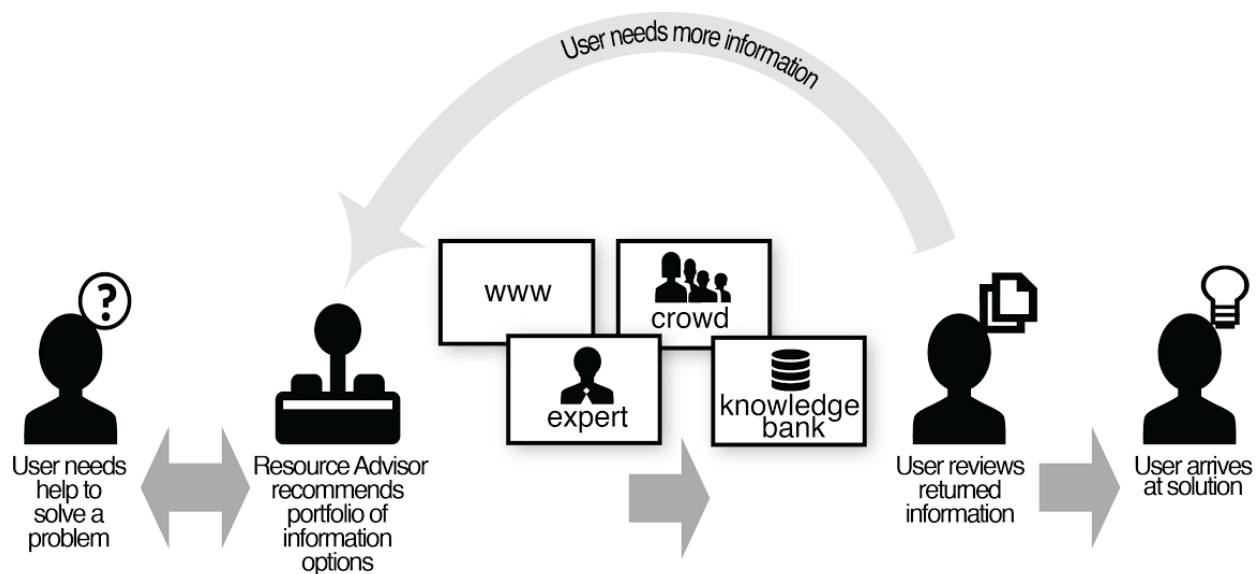 User needs more information
www
crowd
expert
knowledge
bank
?
User needs
help to
solve a
problem
Resource Advisor
recommends
portfolio of
information
options
User reviews
returned
information
User arrives
at solution